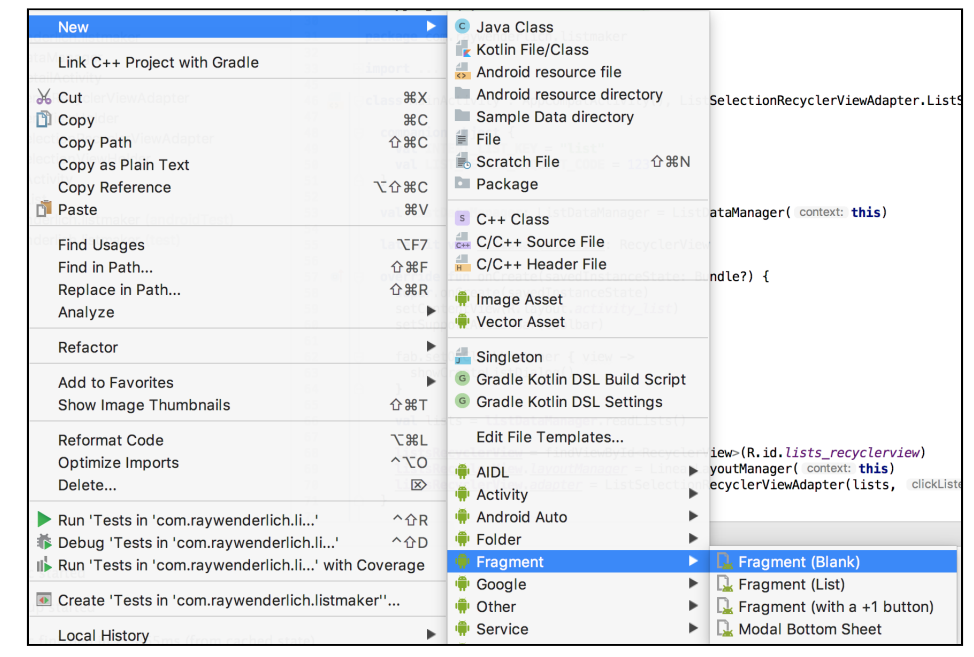 New
Link C++ Project with Gradle
Cut ⌘X
Copy ⌘C
Copy Path ⇧⌘C
Copy as Plain Text
Copy Reference ⌥⇧⌘C
Paste ⌘V
Find Usages ⌥F7
Find in Path... ⇧⌘F
Replace in Path... ⇧⌘R
Analyze
Refactor
Add to Favorites
Show Image Thumbnails ⇧⌘T
Reformat Code ⌥⌘L
Optimize Imports ^⌥O
Delete... ⌦
Run 'Tests in 'com.raywenderlich.li...' ^⇧R
Debug 'Tests in 'com.raywenderlich.li...' ^⇧D
Run 'Tests in 'com.raywenderlich.li...' with Coverage
Create 'Tests in 'com.raywenderlich.listmaker''...
Local History
Java Class
Kotlin File/Class
Android resource file
Android resource directory
Sample Data directory
File
Scratch File ⇧⌘N
Package
C++ Class
C/C++ Source File
C/C++ Header File
Image Asset
Vector Asset
Singleton
Gradle Kotlin DSL Build Script
Gradle Kotlin DSL Settings
Edit File Templates...
AIDL
Activity
Android Auto
Folder
Fragment
Google
Other
Service
Fragment (Blank)
Fragment (List)
Fragment (with a +1 button)
Modal Bottom Sheet
SelectionRecyclerViewAdapter.ListS
ataManager( context: this)
ndle?) {
iew>(R.id.lists_recyclerview)
ayoutManager( context: this)
ecyclerViewAdapter(lists, clickListe